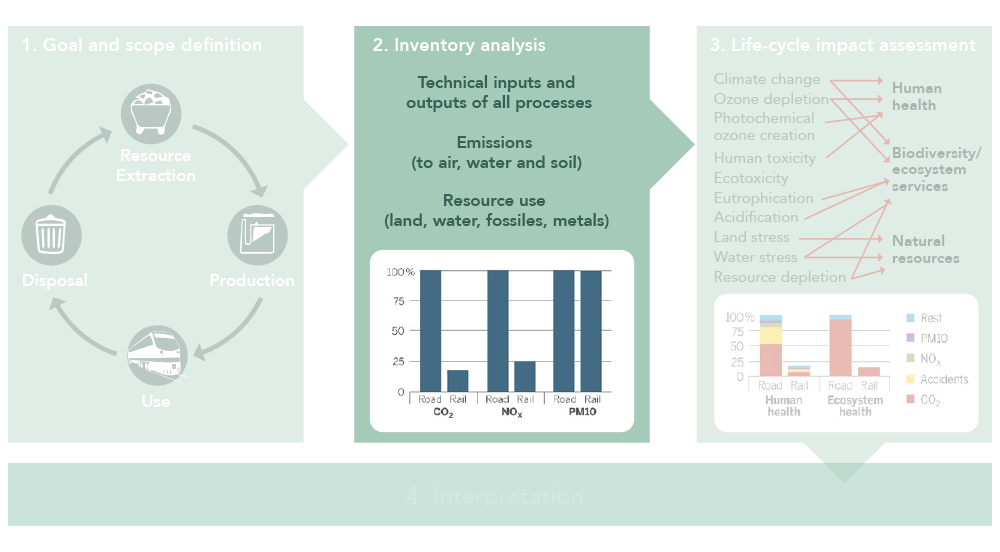 1. Goal and scope definition
Resource
Extraction
Production
Use
Disposal
2. Inventory analysis
Technical inputs and
outputs of all processes
Emissions
(to air, water and soil)
Resource use
(land, water, fossiles, metals)
100%
75
50
25
0
Road Rail Road Rail Road Rail
CO₂ NOₓ PM10
3. Life-cycle impact assessment
Climate change
Ozone depletion
Photochemical
ozone creation
Human toxicity
Ecotoxicity
Eutrophication
Acidification
Land stress
Water stress
Resource depletion
Human
health
Biodiversity/
ecosystem
services
Natural
resources
100%
75
50
25
0
Road Rail Road Rail
Human
health
Ecosystem
health
Rest
PM10
NOₓ
Accidents
CO₂
4. Interpretation